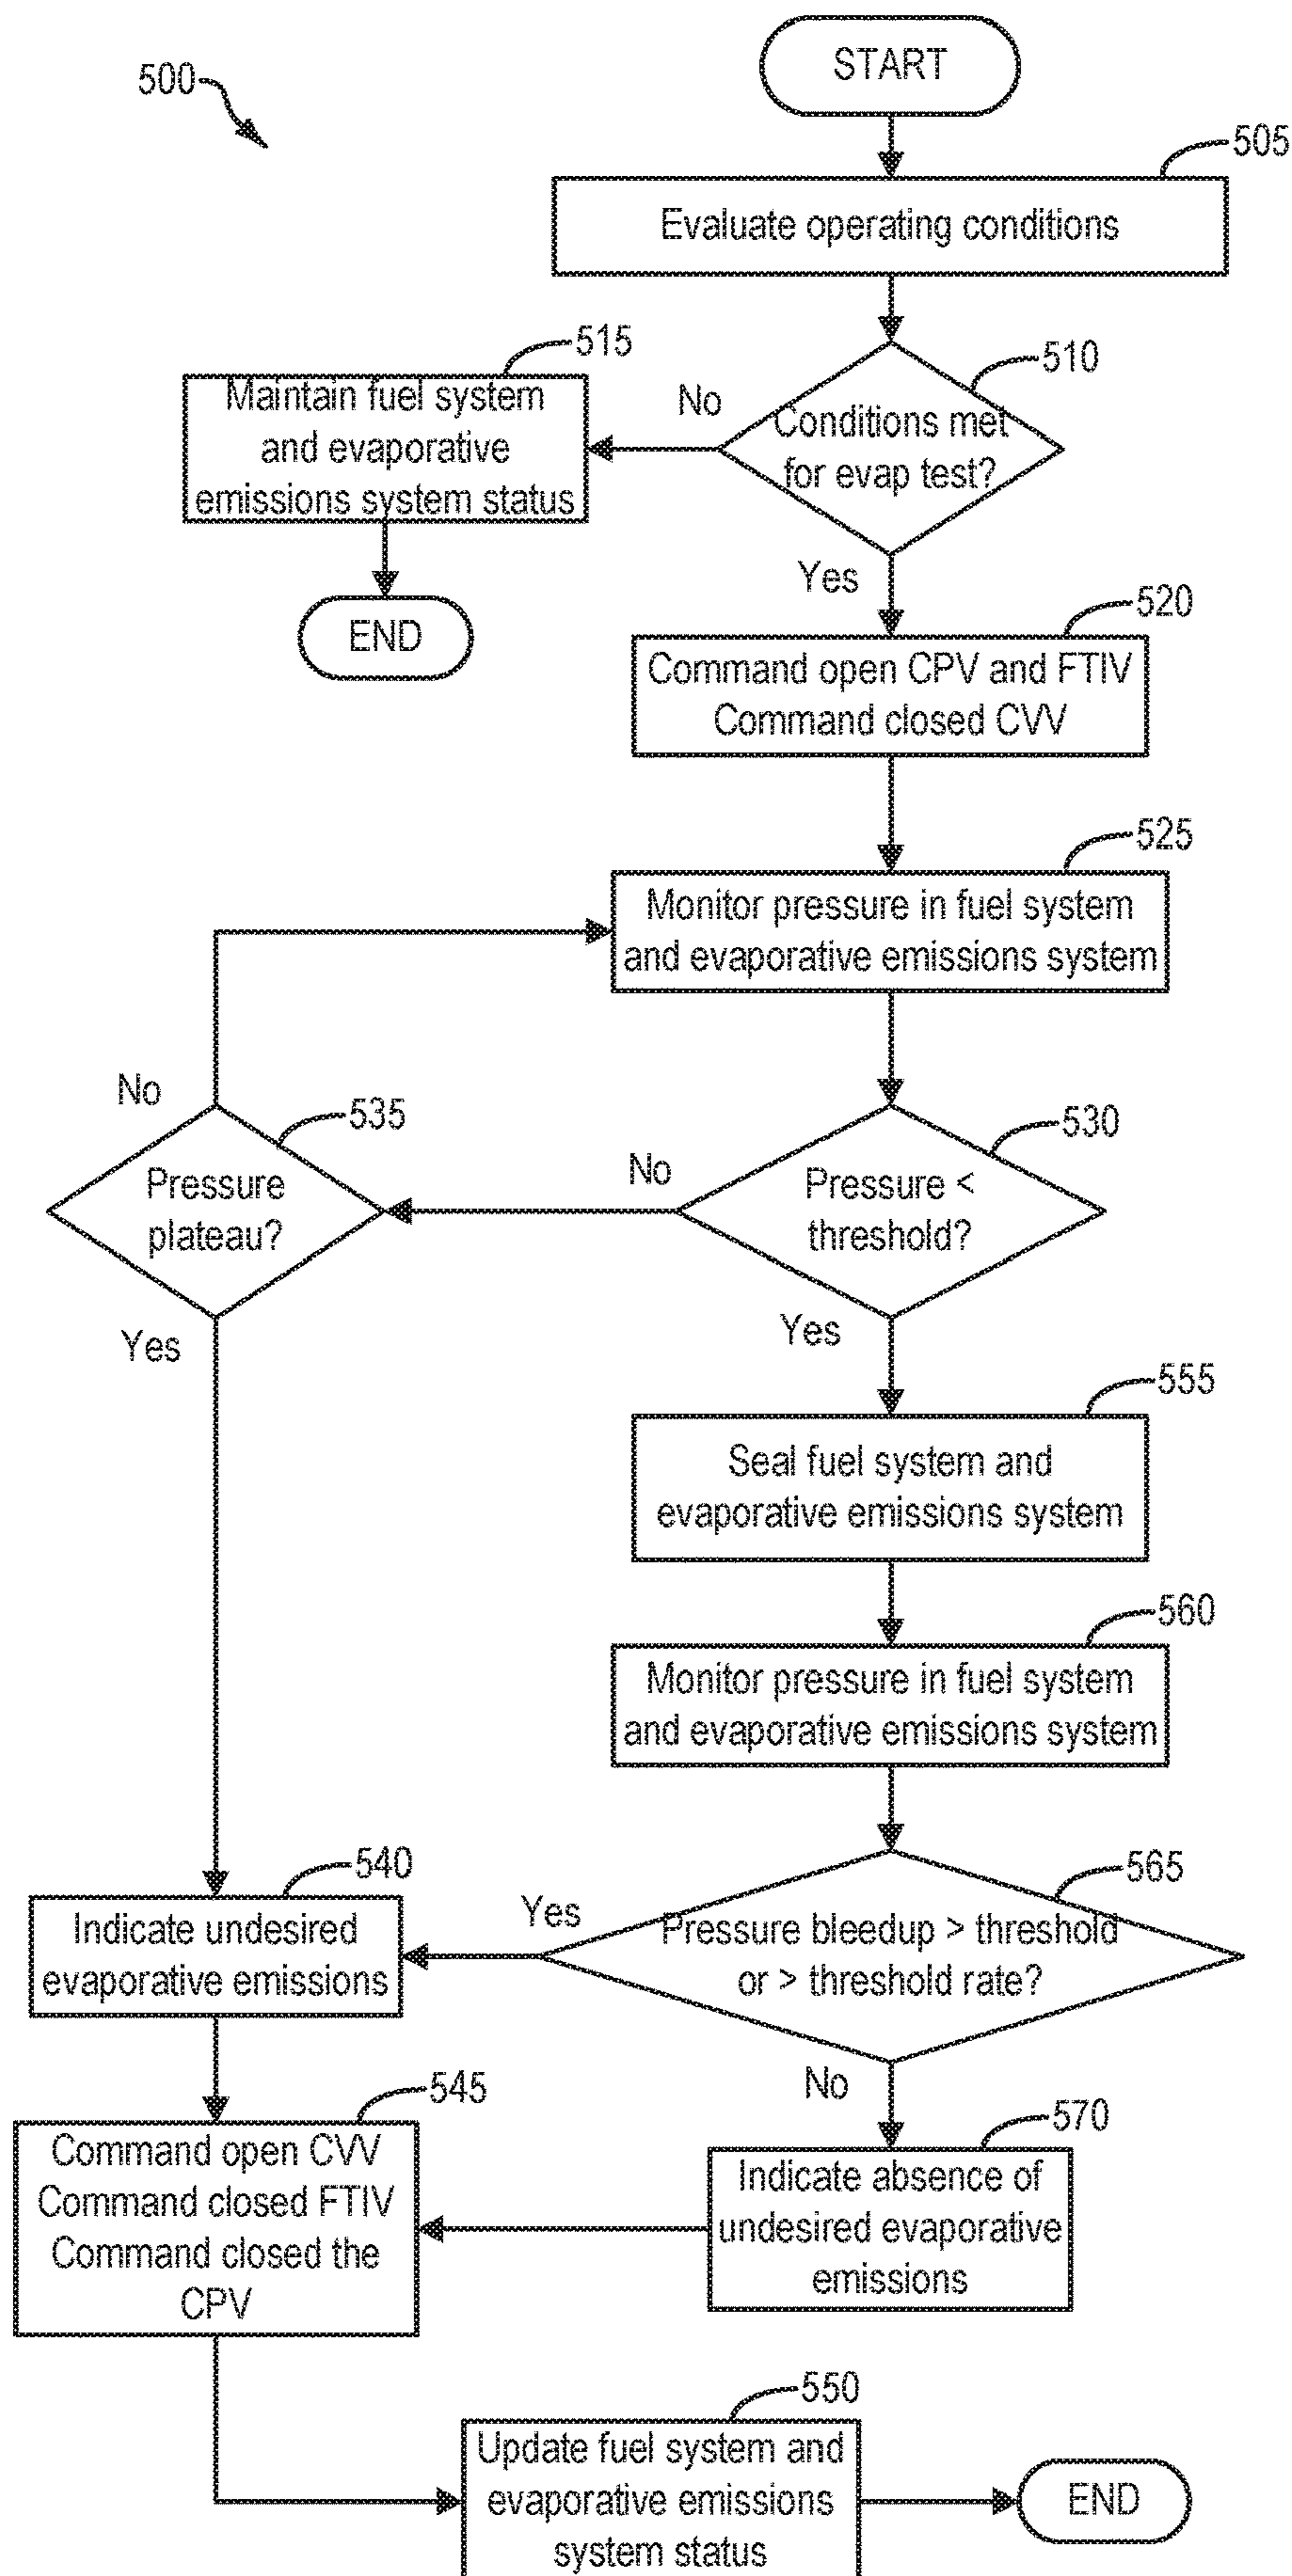 500
START
505
Evaluate operating conditions
510
Conditions met
for evap test?
No
515
Maintain fuel system
and evaporative
emissions system status
END
Yes
520
Command open CPV and FTIV
Command closed CVV
525
Monitor pressure in fuel system
and evaporative emissions system
530
Pressure <
threshold?
No
535
Pressure
plateau?
No
Yes
Yes
555
Seal fuel system and
evaporative emissions system
560
Monitor pressure in fuel system
and evaporative emissions system
565
Pressure bleedup > threshold
or > threshold rate?
Yes
540
Indicate undesired
evaporative emissions
No
570
Indicate absence of
undesired evaporative
emissions
545
Command open CVV
Command closed FTIV
Command closed the
CPV
550
Update fuel system and
evaporative emissions
system status
END